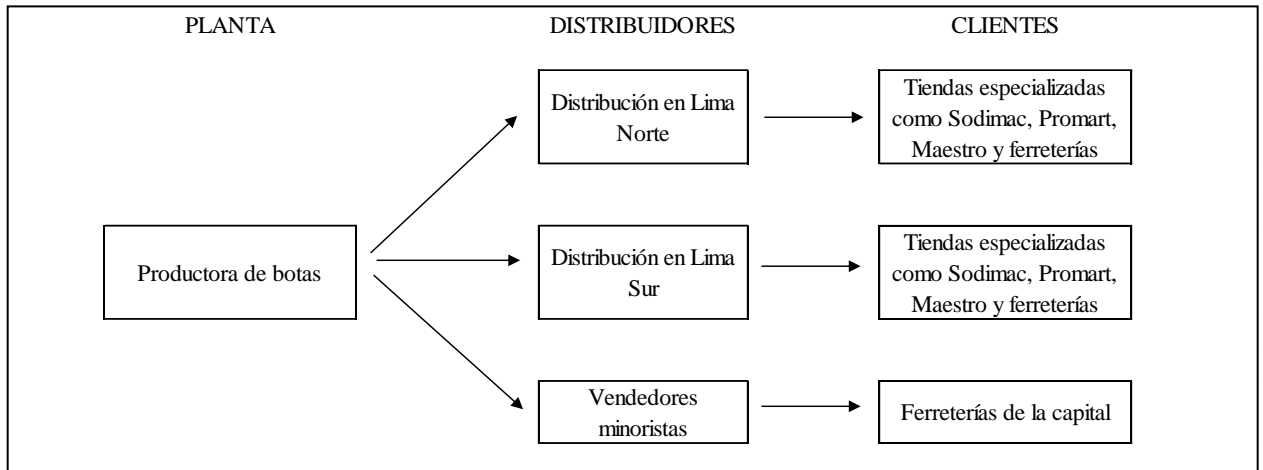 PLANTA
DISTRIBUIDORES
CLIENTES
Distribución en Lima
Norte
Tiendas especializadas
como Sodimac, Promart,
Maestro y ferreterías
Productora de botas
Distribución en Lima
Sur
Tiendas especializadas
como Sodimac, Promart,
Maestro y ferreterías
Vendedores
minoristas
Ferreterías de la capital